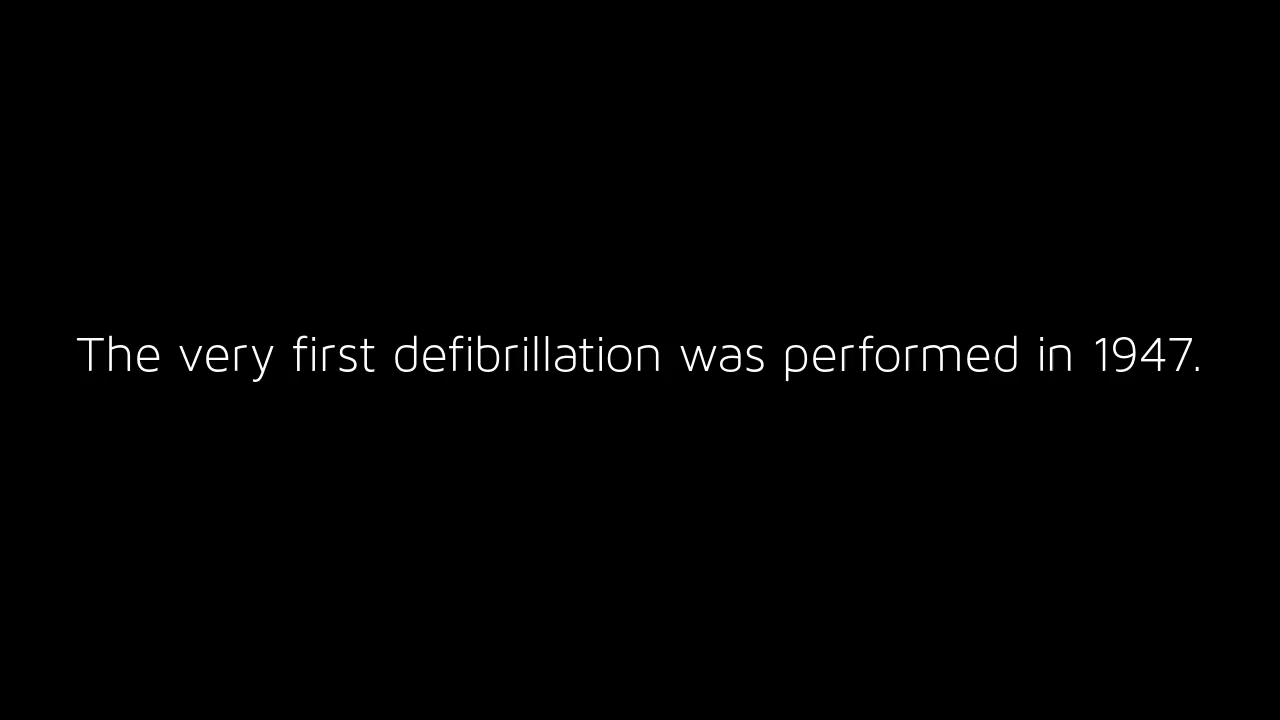 The very first defibrillation was performed in 1947.